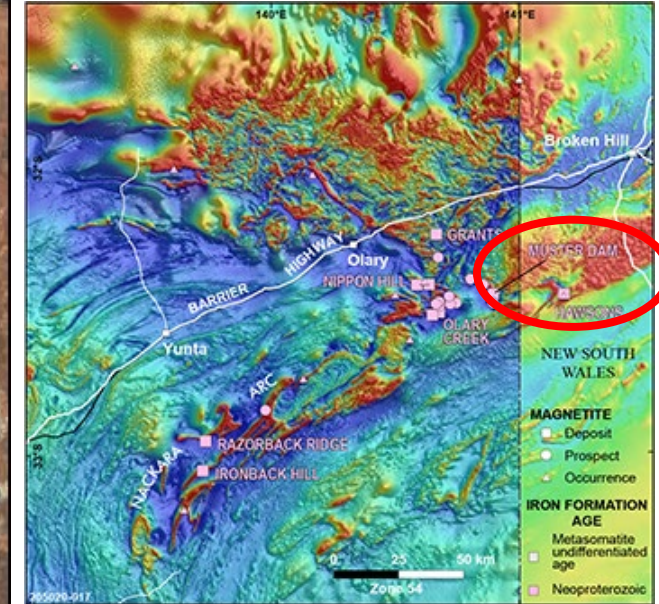 140°E
141°E
32°S
Broken Hill
GRANTS
MUSTER DAM
HIGHWAY
Olary
NIPPON HILL
HAWSONS
BARRIER
OLARY
CREEK
Yunta
NEW SOUTH
WALES
ARC
MAGNETITE
Deposit
Prospect
Occurrence
RAZORBACK RIDGE
33°S
NACKARA
IRONBACK HILL
IRON FORMATION
AGE
Metasomatite
undifferentiated
age
Neoproterozoic
0 25 50 km
Zone 54
205020-017